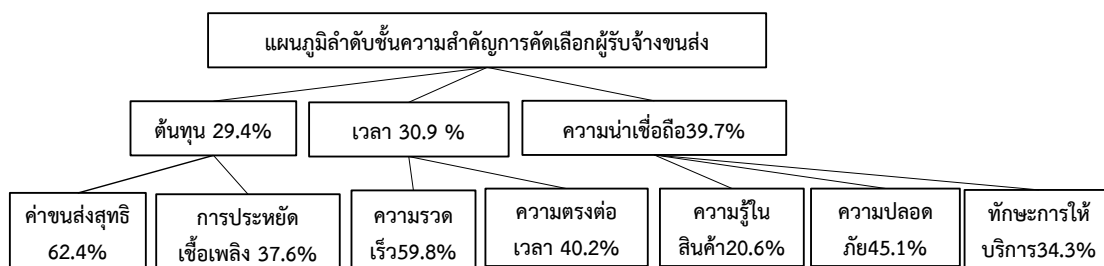 แผนภูมิลำดับชั้นความสำคัญการคัดเลือกผู้รับจ้างขนส่ง
ต้นทุน 29.4%
เวลา 30.9 %
ความน่าเชื่อถือ39.7%
ค่าขนส่งสุทธิ
62.4%
การประหยัด
เชื้อเพลิง 37.6%
ความรวด
เร็ว59.8%
ความตรงต่อ
เวลา 40.2%
ความรู้ใน
สินค้า20.6%
ความปลอด
ภัย45.1%
ทักษะการให้
บริการ34.3%